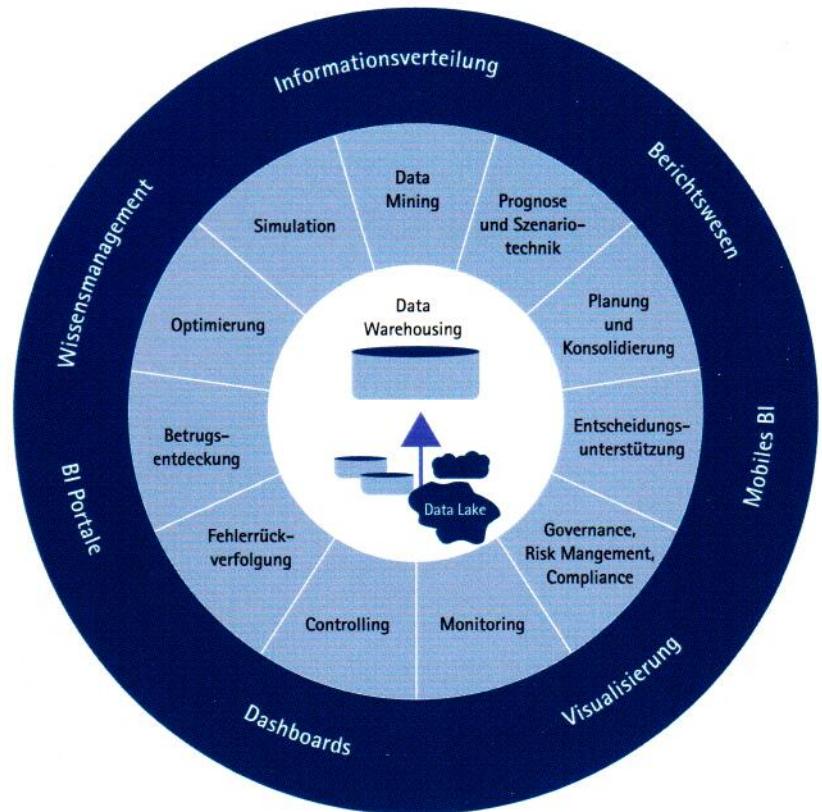 Informationsverteilung
Berichtswesen
Mobiles BI
Visualisierung
Dashboards
BI Portale
Wissensmanagement
Data
Mining
Prognose
und Szenario-
technik
Planung
und
Konsolidierung
Entscheidungs-
unterstützung
Governance,
Risk Mangement,
Compliance
Monitoring
Controlling
Fehlerrück-
verfolgung
Betrugs-
entdeckung
Optimierung
Simulation
Data
Warehousing
Data Lake